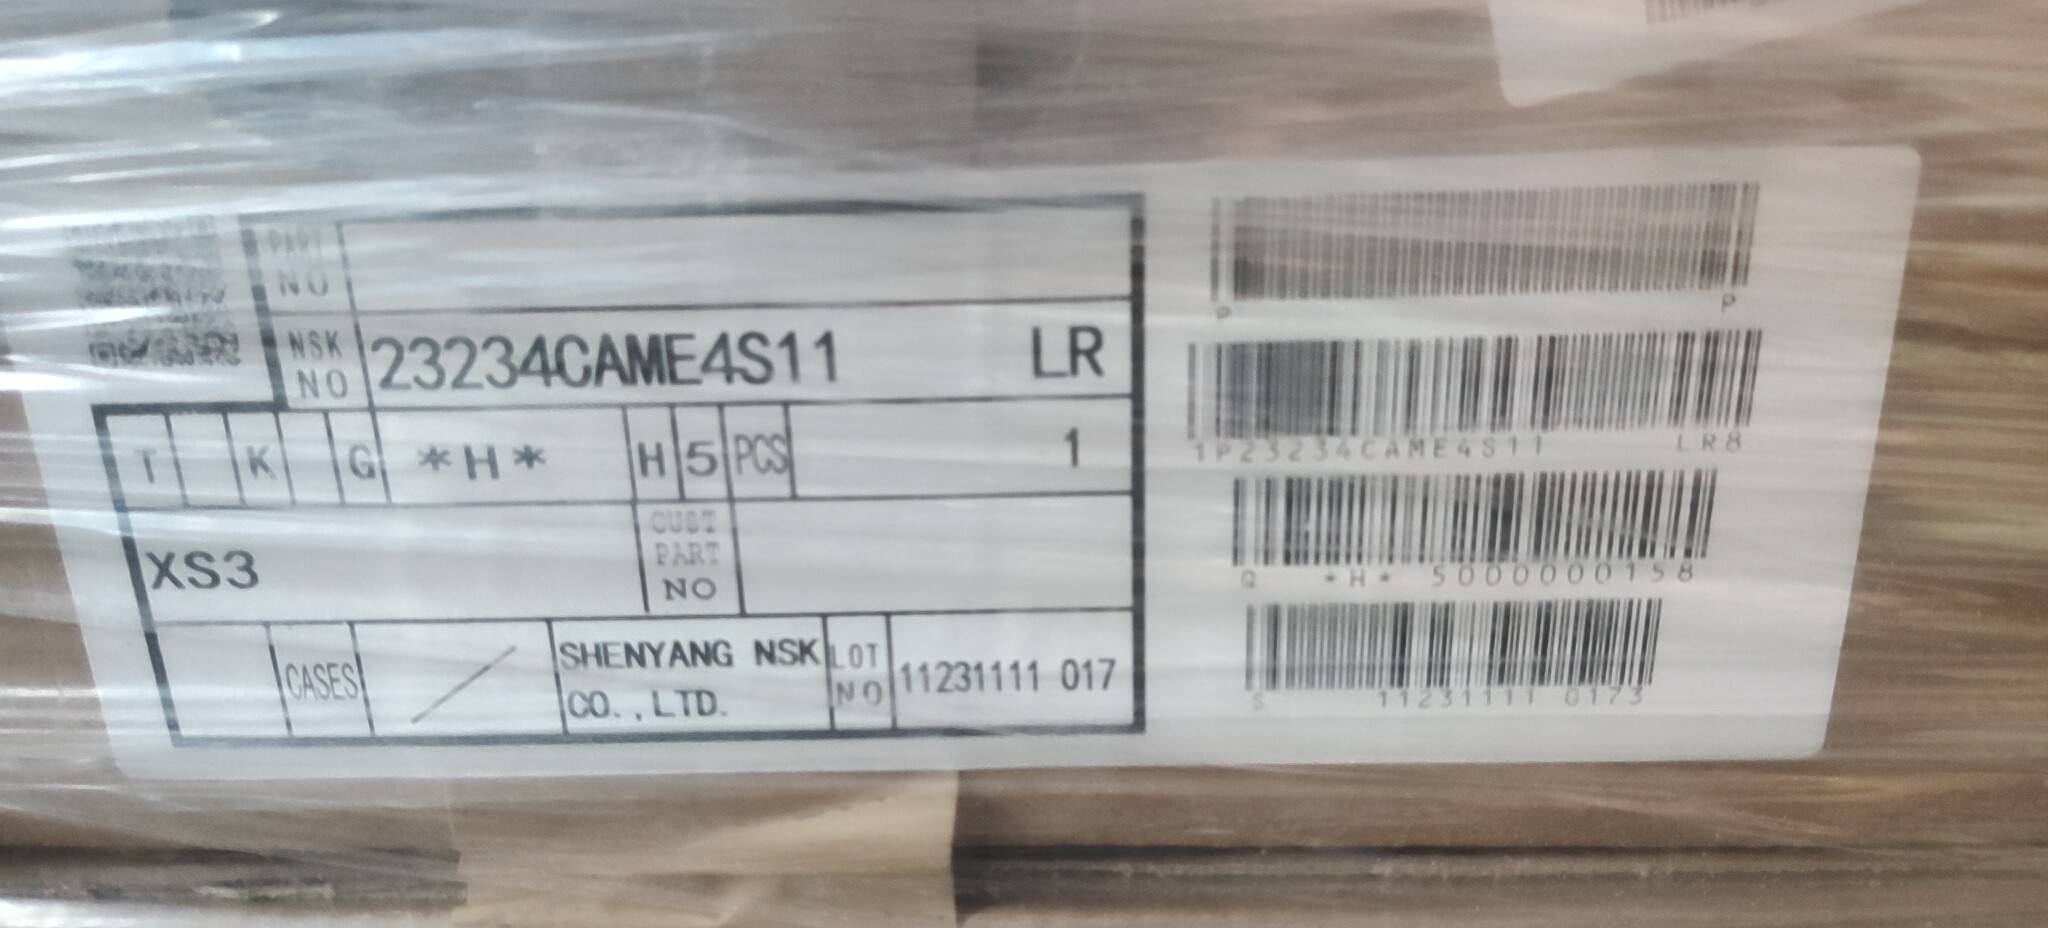 PART
NO
NSK
NO
23234CAME4S11 LR
T K G *H* H 5 PCS 1
XS3
CUST
PART
NO
CASES
SHENYANG NSK
CO., LTD.
LOT
NO
11231111 017
P P
1P23234CAME4S11 LR8
Q *H* 5000000158
S 11231111 0173